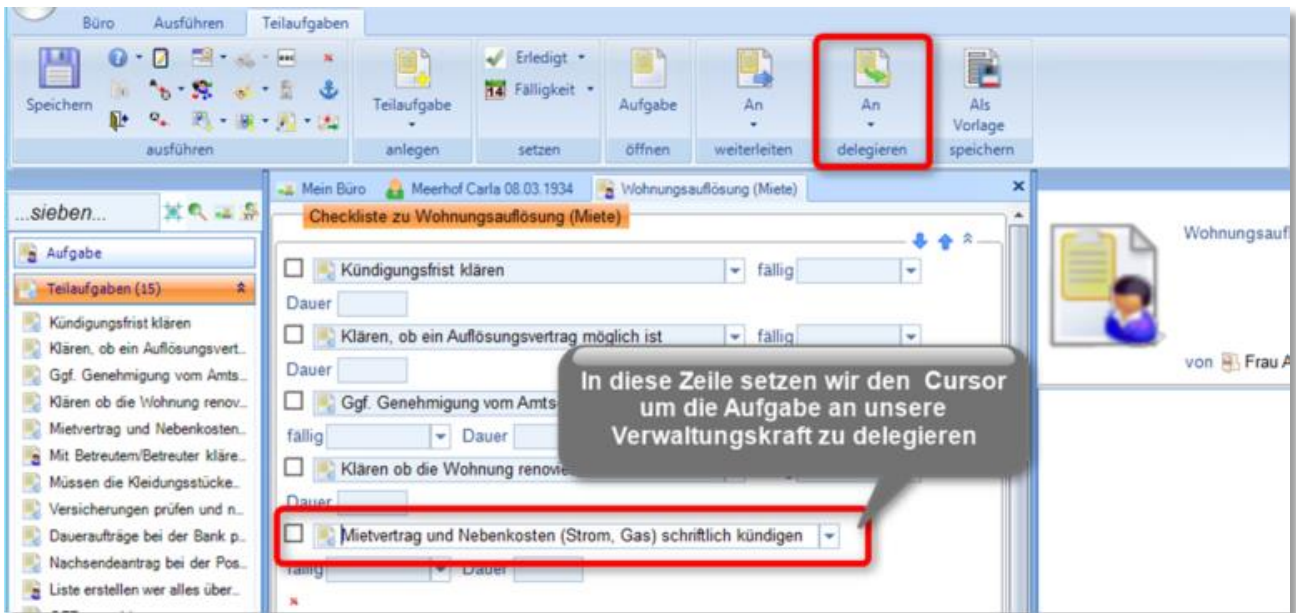 Büro Ausführen Teilaufgaben
Speichern
ausführen
Teilaufgabe
anlegen
Erledigt
14 Fälligkeit
setzen
Aufgabe
öffnen
An
weiterleiten
An
delegieren
Als
Vorlage
speichern
...sieben...
Aufgabe
Teilaufgaben (15)
Kündigungsfrist klären
Klären, ob ein Auflösungsvert...
Ggf. Genehmigung vom Amts...
Klären ob die Wohnung renov...
Mietvertrag und Nebenkosten...
Mit Betreutem/Betreuter kläre...
Müssen die Kleidungsstücke...
Versicherungen prüfen und n...
Daueraufträge bei der Bank p...
Nachsendeantrag bei der Pos...
Liste erstellen wer alles über...
Mein Büro Meerhof Carla 08.03.1934 Wohnungsauflösung (Miete)
Checkliste zu Wohnungsauflösung (Miete)
Kündigungsfrist klären fällig
Dauer
Klären, ob ein Auflösungsvertrag möglich ist fällig
Dauer
Ggf. Genehmigung vom Amts
fällig Dauer
Klären ob die Wohnung renovie
Dauer
Mietvertrag und Nebenkosten (Strom, Gas) schriftlich kündigen
fällig Dauer
In diese Zeile setzen wir den Cursor
um die Aufgabe an unsere
Verwaltungskraft zu delegieren
Wohnungsaufl
von Frau A